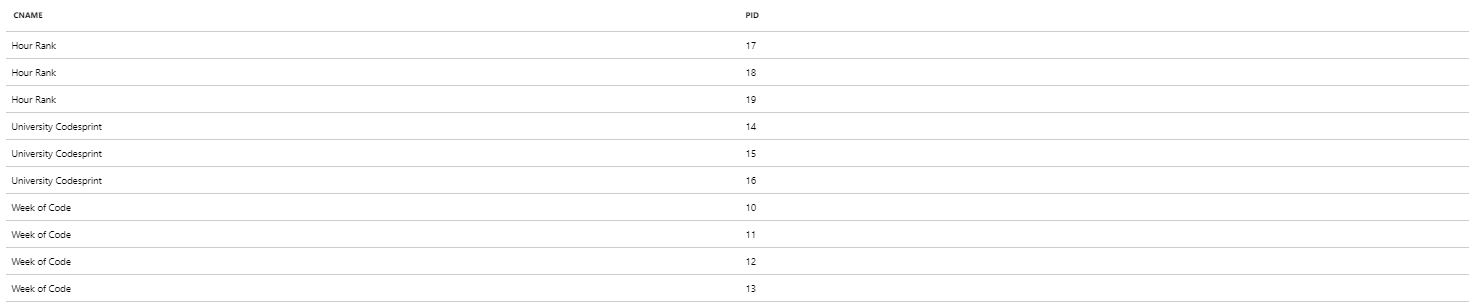 CNAME PID
Hour Rank 17
Hour Rank 18
Hour Rank 19
University Codesprint 14
University Codesprint 15
University Codesprint 16
Week of Code 10
Week of Code 11
Week of Code 12
Week of Code 13